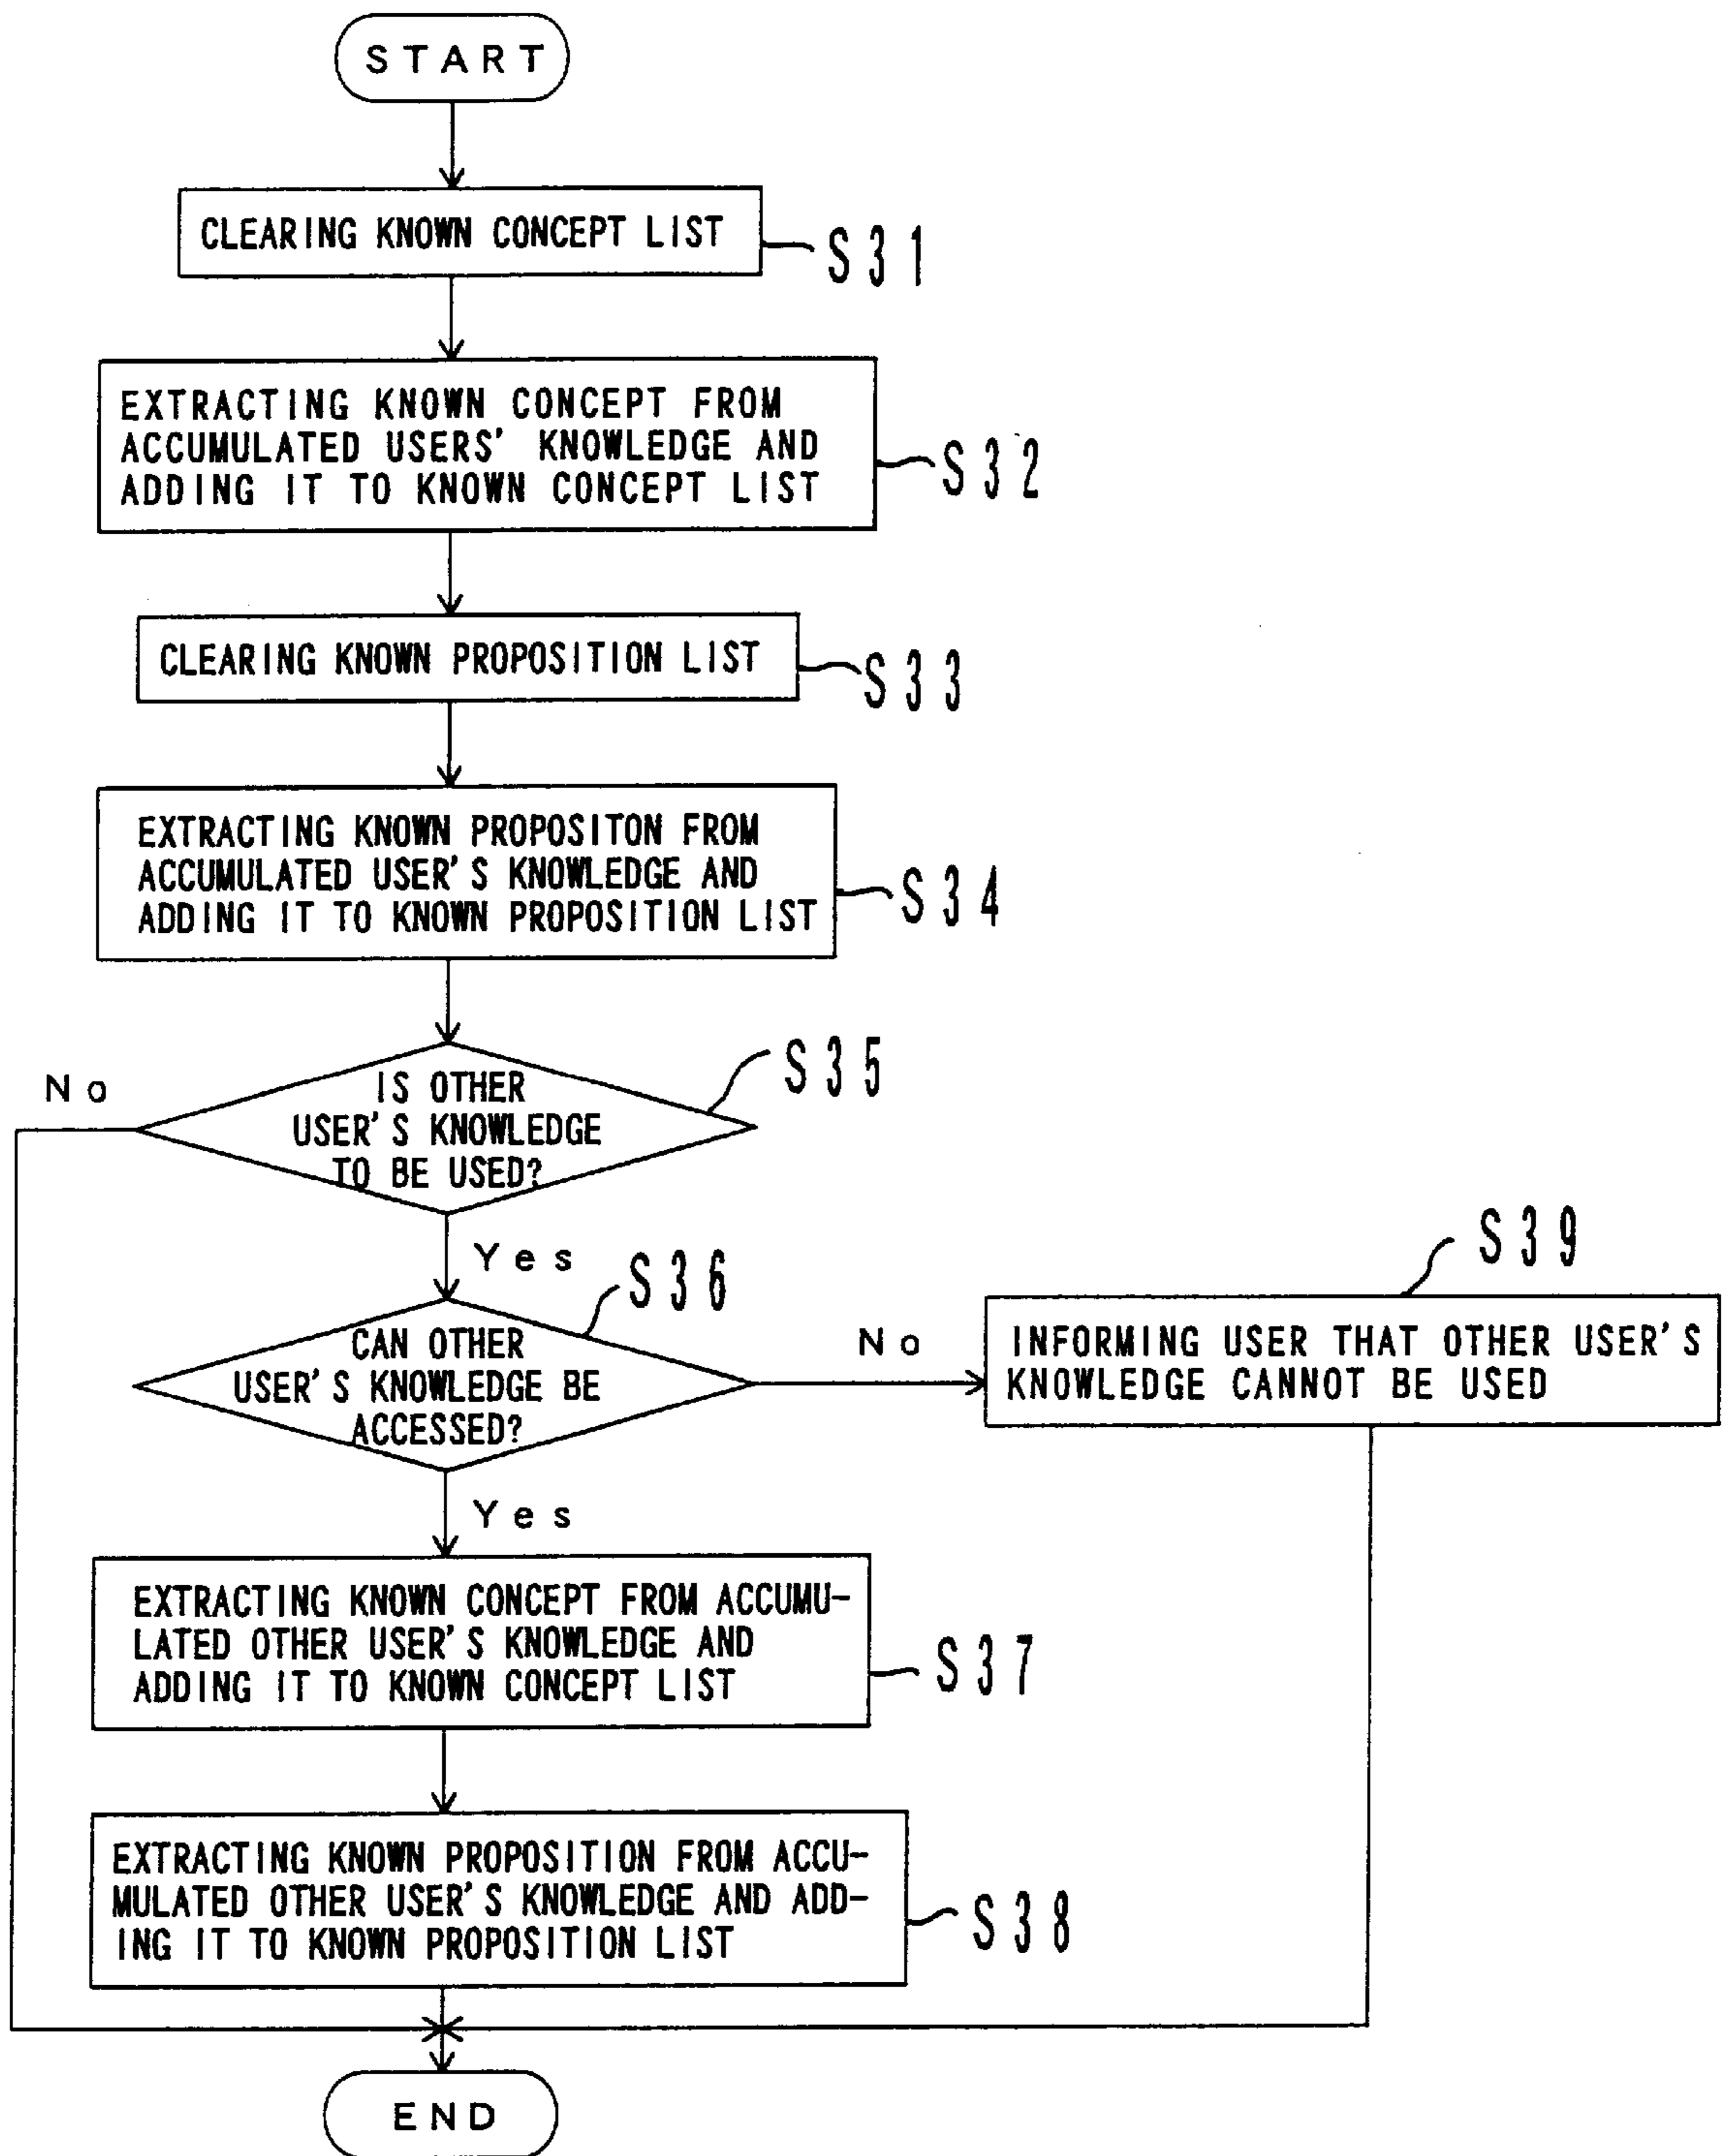 START
CLEARING KNOWN CONCEPT LIST
S31
EXTRACTING KNOWN CONCEPT FROM
ACCUMULATED USERS' KNOWLEDGE AND
ADDING IT TO KNOWN CONCEPT LIST
S32
CLEARING KNOWN PROPOSITION LIST
S33
EXTRACTING KNOWN PROPOSITON FROM
ACCUMULATED USER'S KNOWLEDGE AND
ADDING IT TO KNOWN PROPOSITION LIST
S34
IS OTHER
USER'S KNOWLEDGE
TO BE USED?
S35
No
Yes
CAN OTHER
USER'S KNOWLEDGE BE
ACCESSED?
S36
No
INFORMING USER THAT OTHER USER'S
KNOWLEDGE CANNOT BE USED
S39
Yes
EXTRACTING KNOWN CONCEPT FROM ACCUMU-
LATED OTHER USER'S KNOWLEDGE AND
ADDING IT TO KNOWN CONCEPT LIST
S37
EXTRACTING KNOWN PROPOSITION FROM ACCU-
MULATED OTHER USER'S KNOWLEDGE AND ADD-
ING IT TO KNOWN PROPOSITION LIST
S38
END